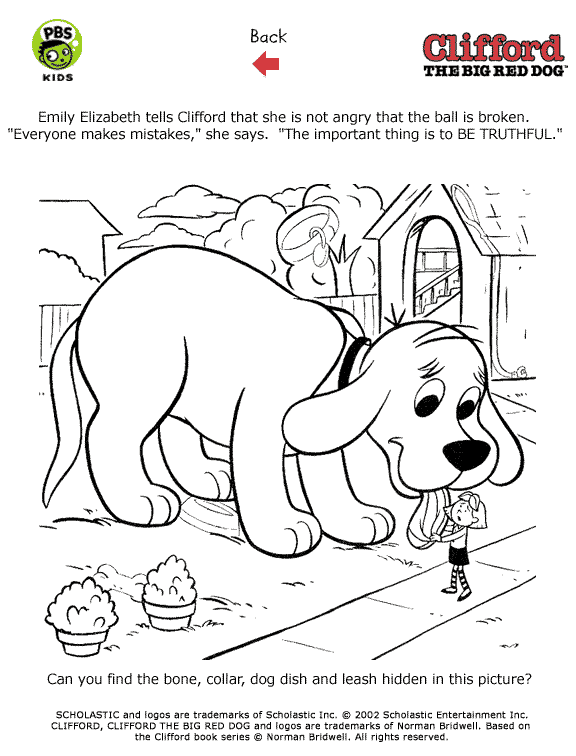 PBS
KIDS
Back
Clifford
THE BIG RED DOG™
Emily Elizabeth tells Clifford that she is not angry that the ball is broken.
"Everyone makes mistakes," she says.  "The important thing is to BE TRUTHFUL."
Can you find the bone, collar, dog dish and leash hidden in this picture?
SCHOLASTIC and logos are trademarks of Scholastic Inc. © 2002 Scholastic Entertainment Inc.
CLIFFORD, CLIFFORD THE BIG RED DOG and logos are trademarks of Norman Bridwell. Based on
the Clifford book series © Norman Bridwell. All rights reserved.